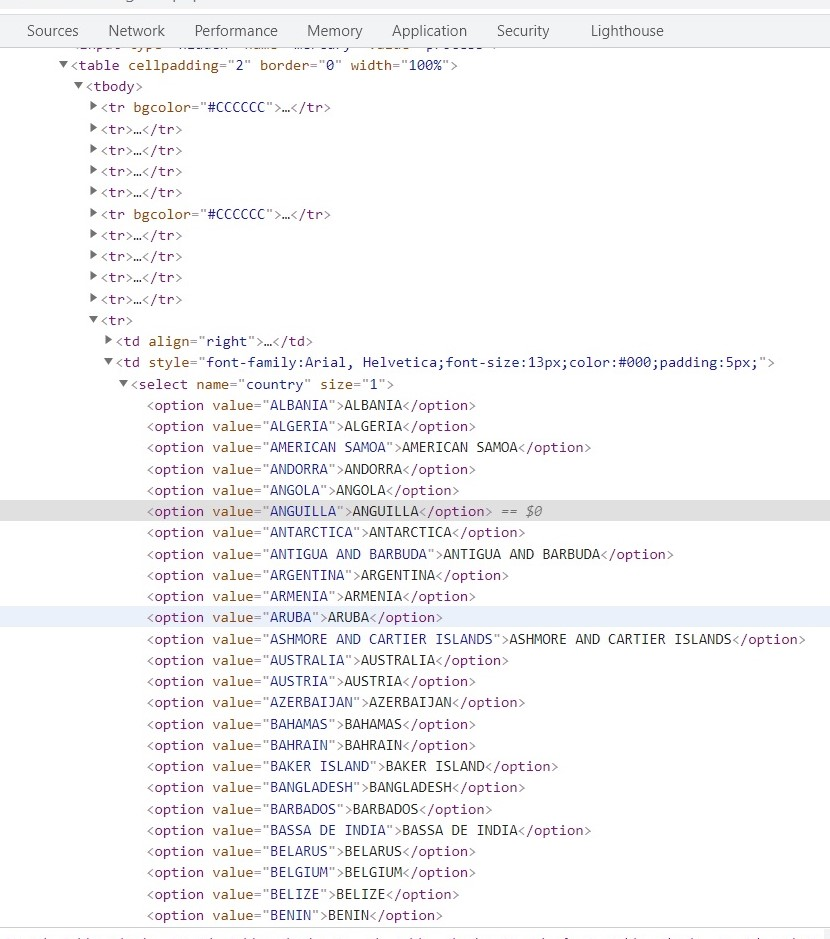 Sources Network Performance Memory Application Security Lighthouse
<table cellpadding="2" border="0" width="100%">
<tbody>
<tr bgcolor="#CCCCCC">…</tr>
<tr>…</tr>
<tr>…</tr>
<tr>…</tr>
<tr>…</tr>
<tr bgcolor="#CCCCCC">…</tr>
<tr>…</tr>
<tr>…</tr>
<tr>…</tr>
<tr>…</tr>
<tr>
<td align="right">…</td>
<td style="font-family:Arial, Helvetica;font-size:13px;color:#000;padding:5px;">
<select name="country" size="1">
<option value="ALBANIA">ALBANIA</option>
<option value="ALGERIA">ALGERIA</option>
<option value="AMERICAN SAMOA">AMERICAN SAMOA</option>
<option value="ANDORRA">ANDORRA</option>
<option value="ANGOLA">ANGOLA</option>
<option value="ANGUILLA">ANGUILLA</option> == $0
<option value="ANTARCTICA">ANTARCTICA</option>
<option value="ANTIGUA AND BARBUDA">ANTIGUA AND BARBUDA</option>
<option value="ARGENTINA">ARGENTINA</option>
<option value="ARMENIA">ARMENIA</option>
<option value="ARUBA">ARUBA</option>
<option value="ASHMORE AND CARTIER ISLANDS">ASHMORE AND CARTIER ISLANDS</option>
<option value="AUSTRALIA">AUSTRALIA</option>
<option value="AUSTRIA">AUSTRIA</option>
<option value="AZERBAIJAN">AZERBAIJAN</option>
<option value="BAHAMAS">BAHAMAS</option>
<option value="BAHRAIN">BAHRAIN</option>
<option value="BAKER ISLAND">BAKER ISLAND</option>
<option value="BANGLADESH">BANGLADESH</option>
<option value="BARBADOS">BARBADOS</option>
<option value="BASSA DE INDIA">BASSA DE INDIA</option>
<option value="BELARUS">BELARUS</option>
<option value="BELGIUM">BELGIUM</option>
<option value="BELIZE">BELIZE</option>
<option value="BENIN">BENIN</option>